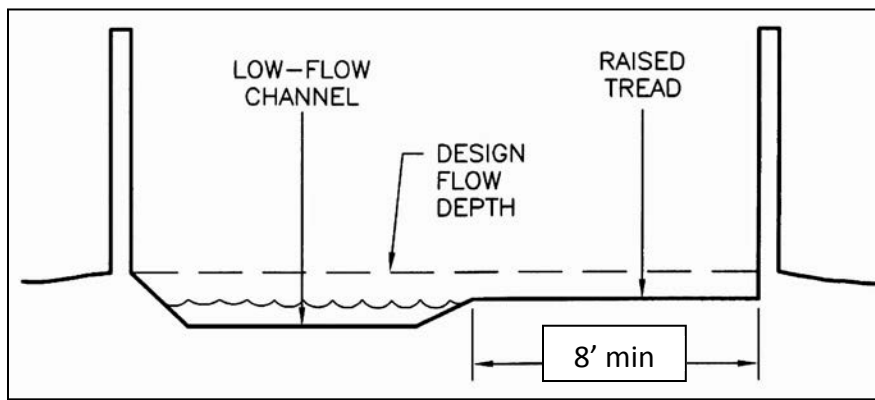 LOW-FLOW
CHANNEL
RAISED
TREAD
DESIGN
FLOW
DEPTH
8’ min